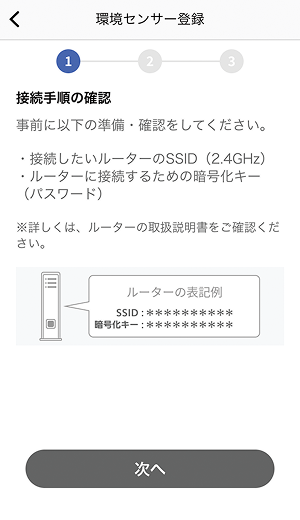 環境センサー登録
1 2 3
接続手順の確認
事前に以下の準備・確認をしてください。
・接続したいルーターのSSID（2.4GHz）
・ルーターに接続するための暗号化キー
（パスワード）
※詳しくは、ルーターの取扱説明書をご確認くだ
さい。
ルーターの表記例
SSID : ＊＊＊＊＊＊＊＊＊＊
暗号化キー : ＊＊＊＊＊＊＊＊＊＊
次へ